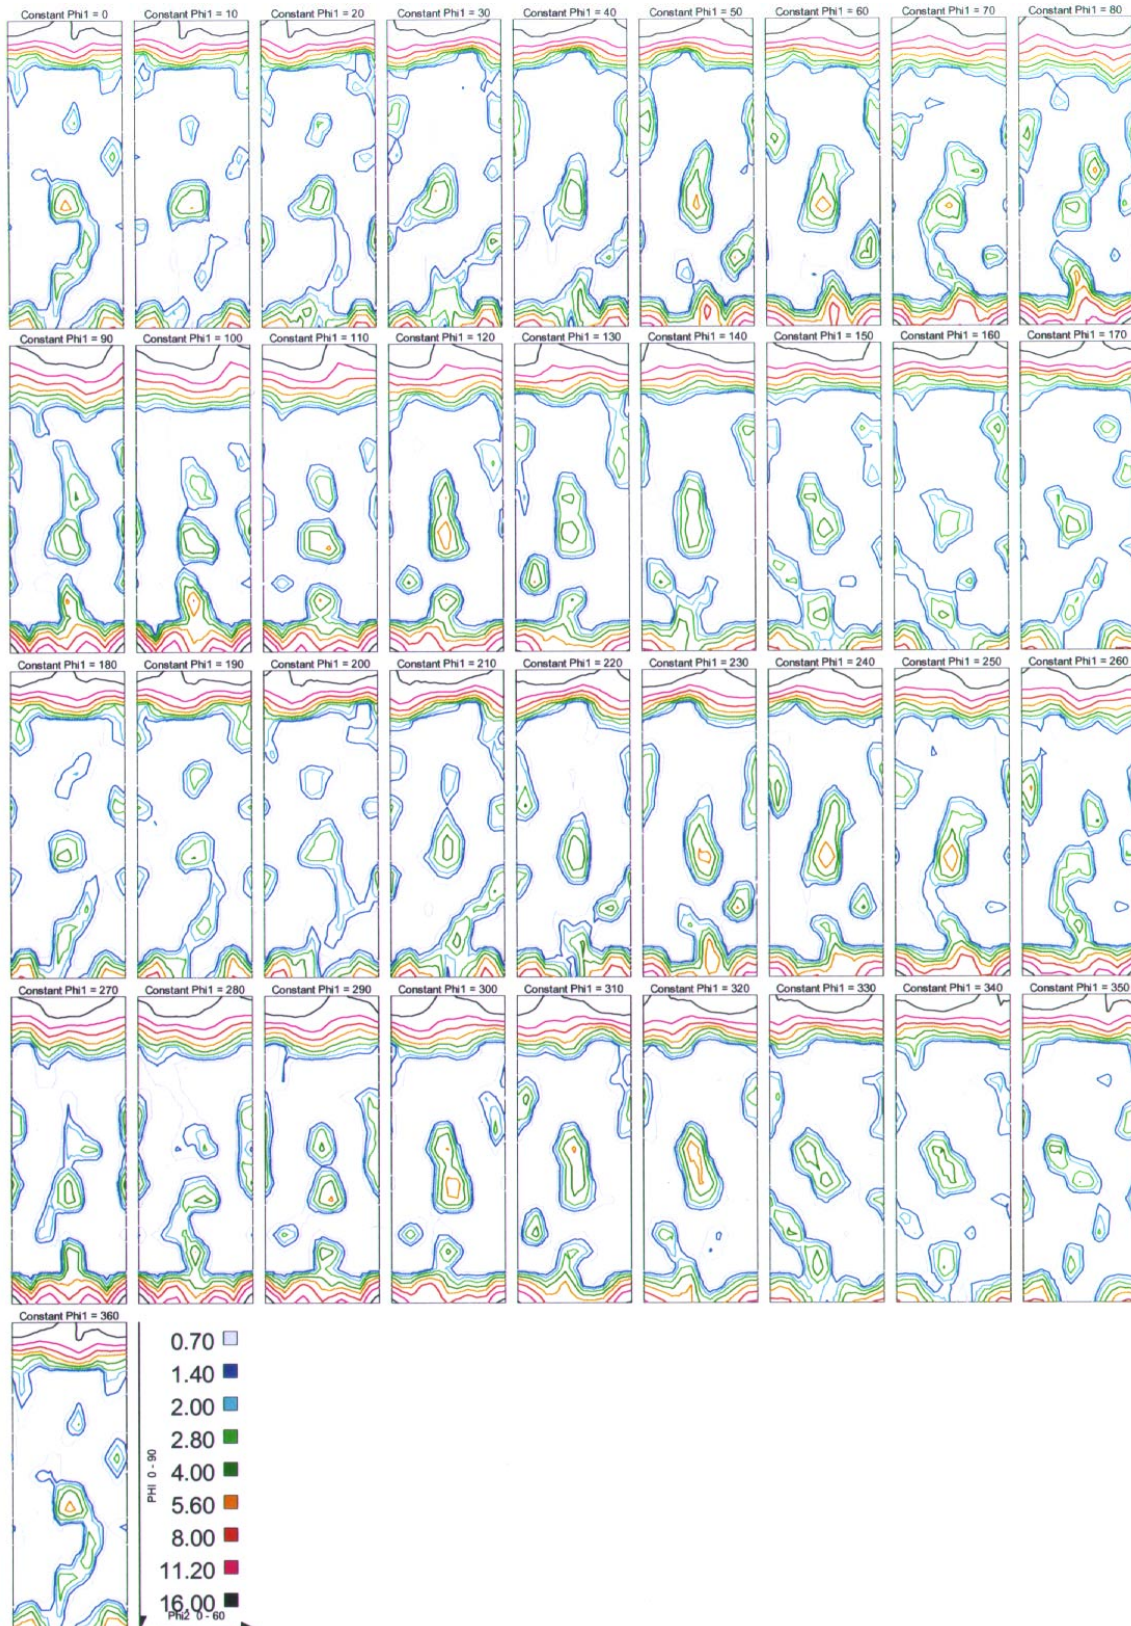 Constant Phi1 = 0 Constant Phi1 = 10 Constant Phi1 = 20 Constant Phi1 = 30 Constant Phi1 = 40 Constant Phi1 = 50 Constant Phi1 = 60 Constant Phi1 = 70 Constant Phi1 = 80
Constant Phi1 = 90 Constant Phi1 = 100 Constant Phi1 = 110 Constant Phi1 = 120 Constant Phi1 = 130 Constant Phi1 = 140 Constant Phi1 = 150 Constant Phi1 = 160 Constant Phi1 = 170
Constant Phi1 = 180 Constant Phi1 = 190 Constant Phi1 = 200 Constant Phi1 = 210 Constant Phi1 = 220 Constant Phi1 = 230 Constant Phi1 = 240 Constant Phi1 = 250 Constant Phi1 = 260
Constant Phi1 = 270 Constant Phi1 = 280 Constant Phi1 = 290 Constant Phi1 = 300 Constant Phi1 = 310 Constant Phi1 = 320 Constant Phi1 = 330 Constant Phi1 = 340 Constant Phi1 = 350
Constant Phi1 = 360
0.70
1.40
2.00
2.80
4.00
5.60
8.00
11.20
16.00
PHI 0 - 90
Phi2 0 - 60